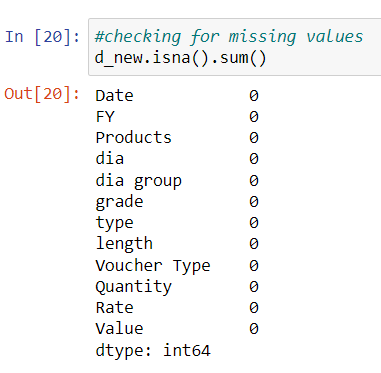 In [20]: #checking for missing values
d_new.isna().sum()
Out[20]: Date 0
FY 0
Products 0
dia 0
dia group 0
grade 0
type 0
length 0
Voucher Type 0
Quantity 0
Rate 0
Value 0
dtype: int64